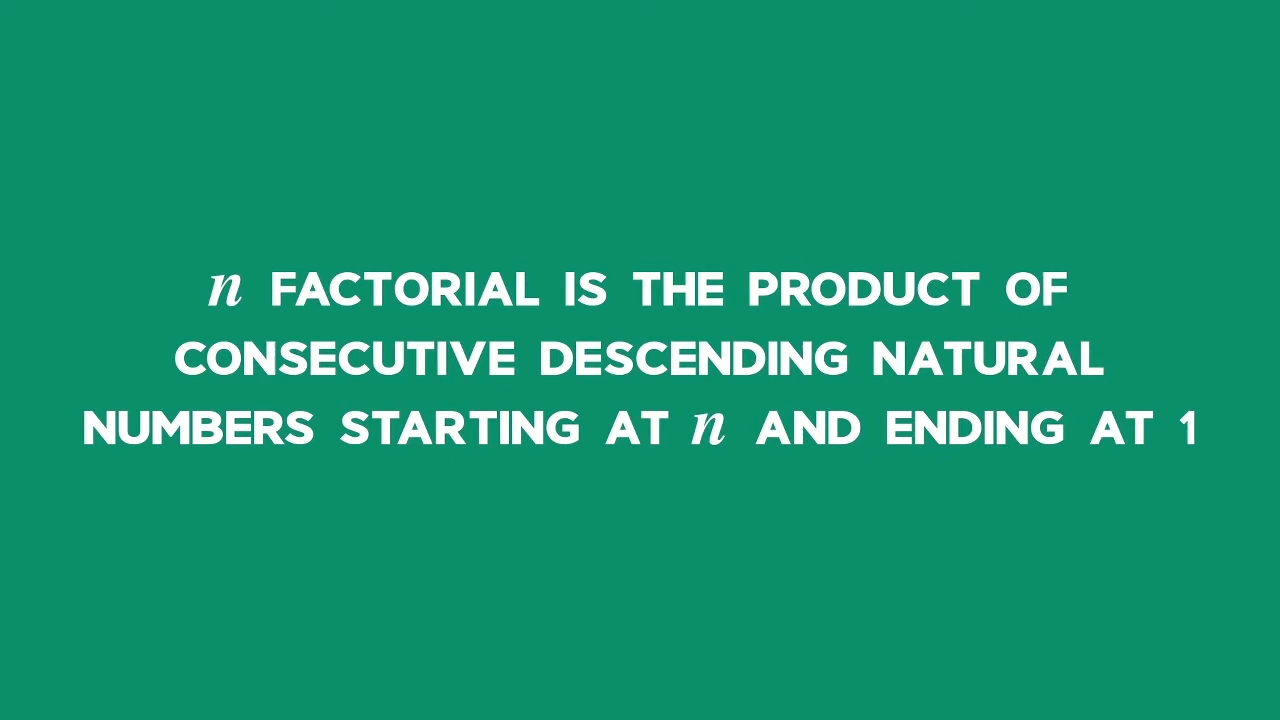 n FACTORIAL IS THE PRODUCT OF
CONSECUTIVE DESCENDING NATURAL
NUMBERS STARTING AT n AND ENDING AT 1